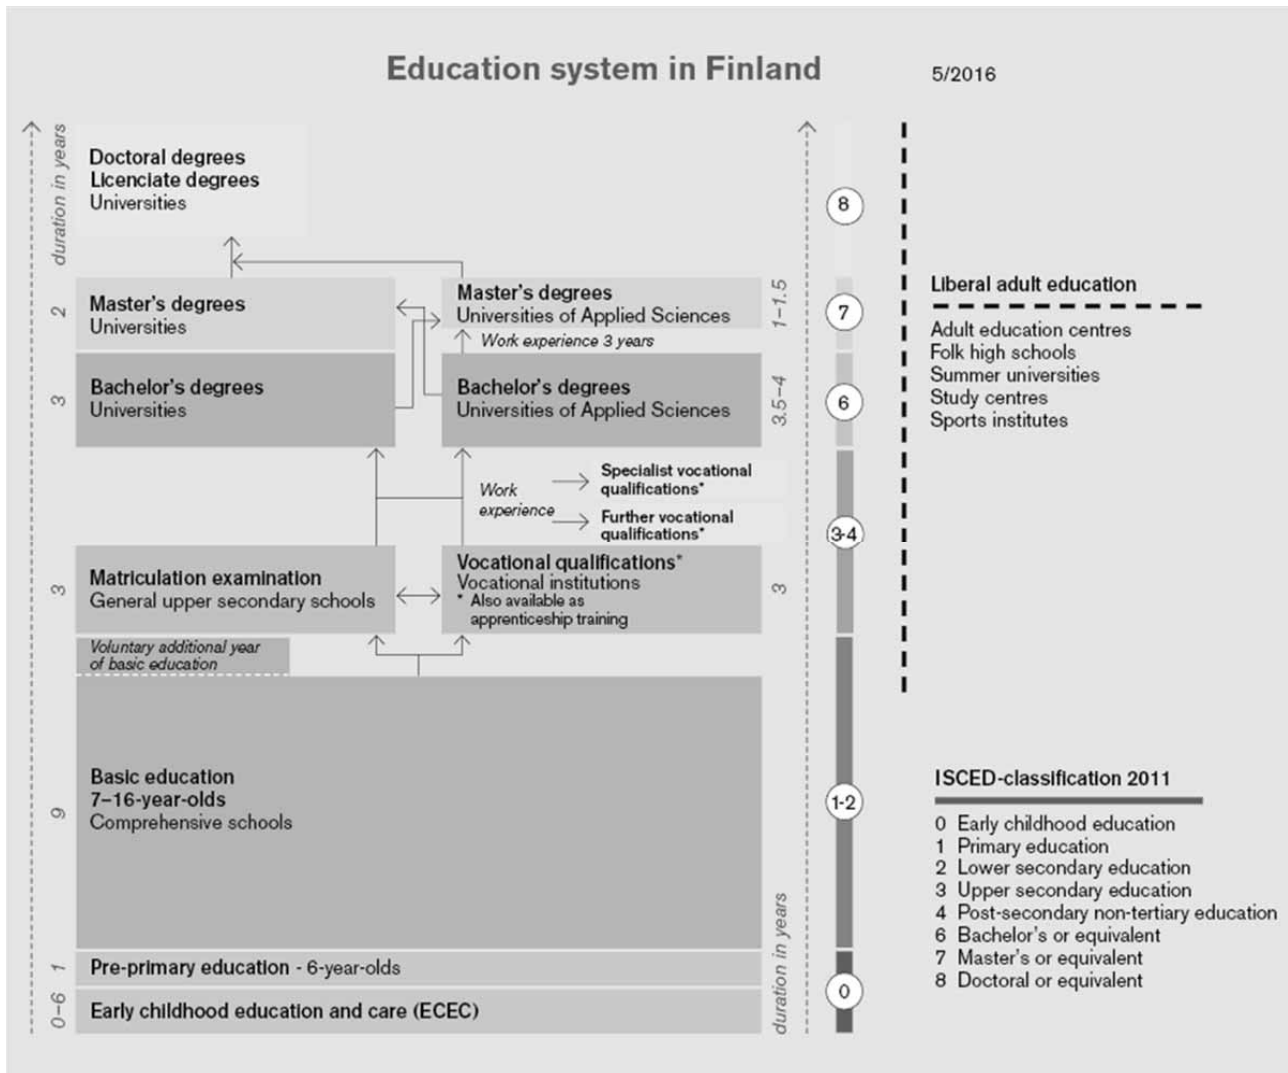 Education system in Finland
5/2016
duration in years
Doctoral degrees
Licenciate degrees
Universities
8
2
Master's degrees
Universities
Master's degrees
Universities of Applied Sciences
1–1.5
7
Work experience 3 years
3
Bachelor's degrees
Universities
Bachelor's degrees
Universities of Applied Sciences
3.5–4
6
Liberal adult education
Adult education centres
Folk high schools
Summer universities
Study centres
Sports institutes
Work
experience
Specialist vocational
qualifications*
Further vocational
qualifications*
3-4
3
Matriculation examination
General upper secondary schools
Vocational qualifications*
Vocational institutions
* Also available as
apprenticeship training
3
Voluntary additional year
of basic education
9
Basic education
7–16-year-olds
Comprehensive schools
1-2
1
Pre-primary education - 6-year-olds
0–6
Early childhood education and care (ECEC)
duration in years
0
ISCED-classification 2011
0 Early childhood education
1 Primary education
2 Lower secondary education
3 Upper secondary education
4 Post-secondary non-tertiary education
6 Bachelor's or equivalent
7 Master's or equivalent
8 Doctoral or equivalent